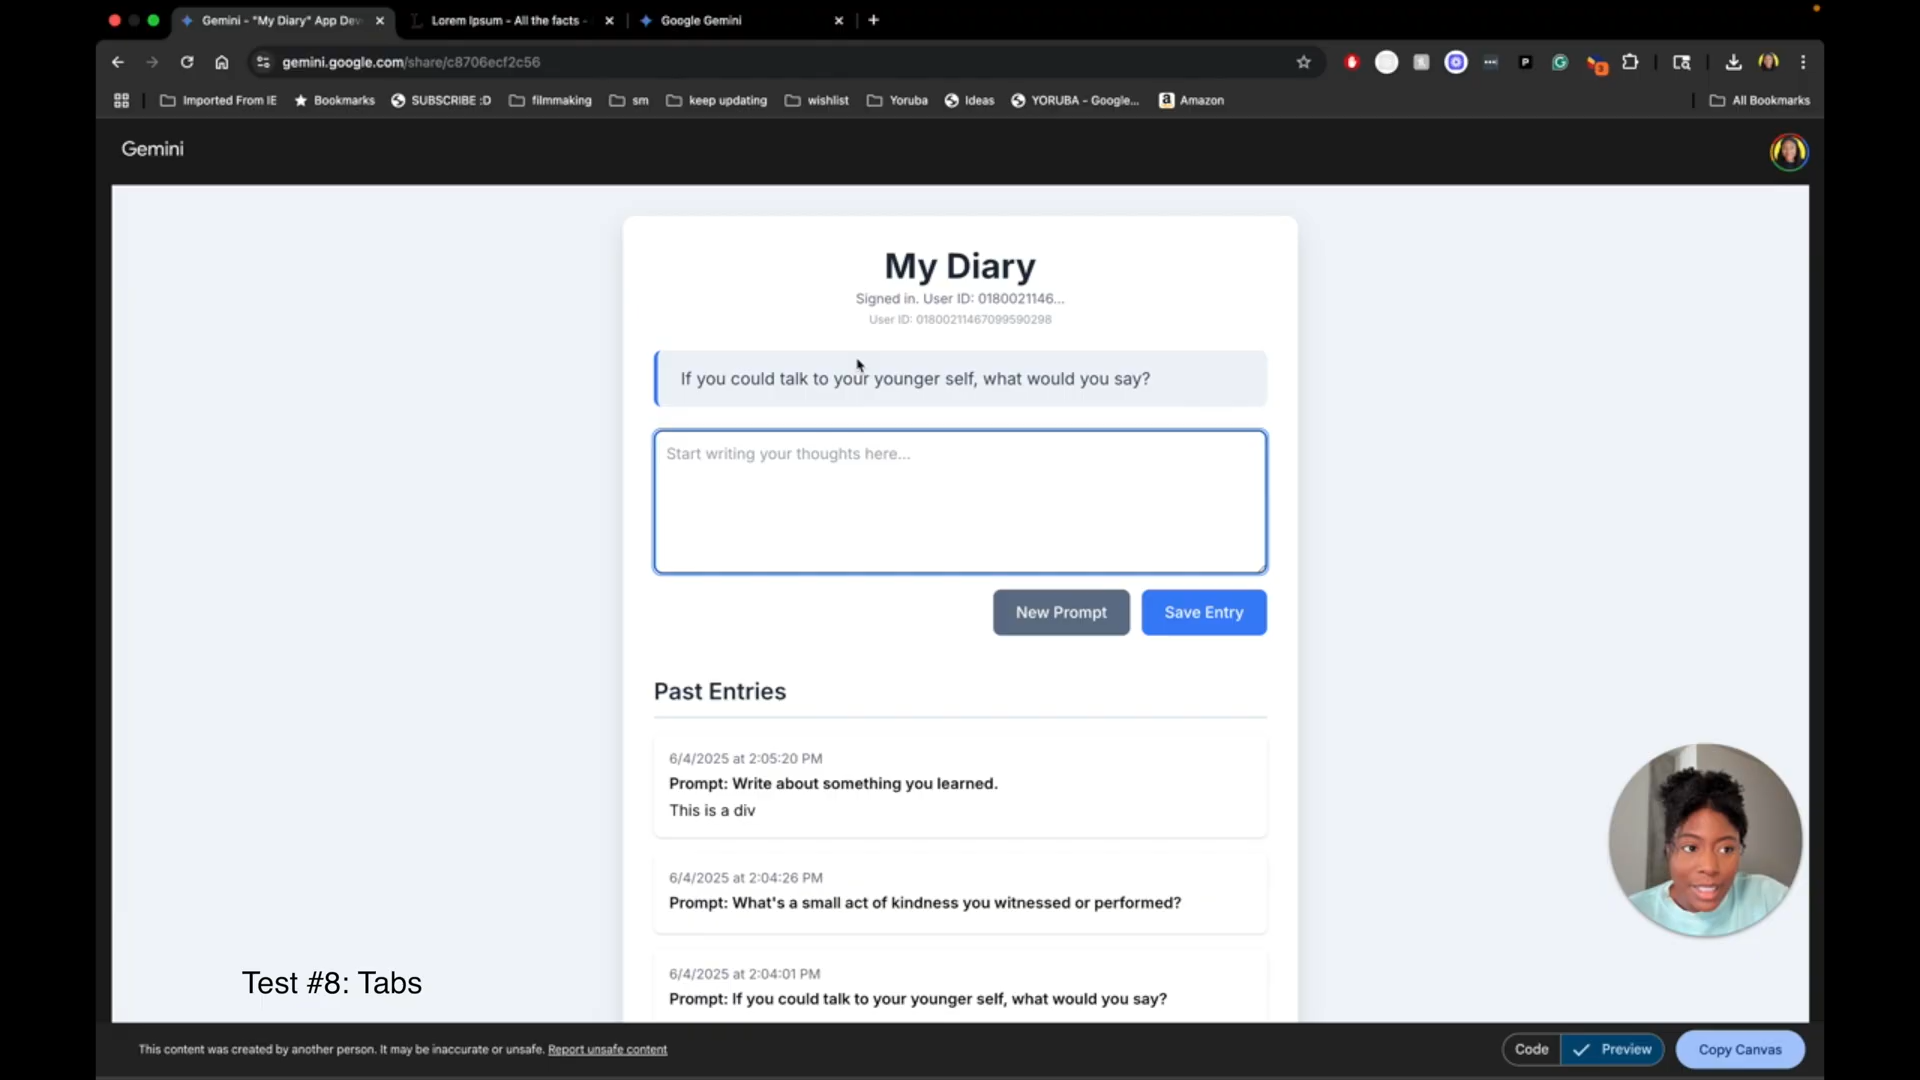 Gemini - "My Diary" App Dev
Lorem Ipsum - All the facts -
Google Gemini
gemini.google.com/share/c8706ecf2c56
Imported From IE
Bookmarks
SUBSCRIBE :D
filmmaking
sm
keep updating
wishlist
Yoruba
Ideas
YORUBA - Google...
Amazon
All Bookmarks
Gemini
My Diary
Signed in. User ID: 0180021146...
User ID: 01800211467099590298
If you could talk to your younger self, what would you say?
Start writing your thoughts here...
New Prompt
Save Entry
Past Entries
6/4/2025 at 2:05:20 PM
Prompt: Write about something you learned.
This is a div
6/4/2025 at 2:04:26 PM
Prompt: What's a small act of kindness you witnessed or performed?
6/4/2025 at 2:04:01 PM
Prompt: If you could talk to your younger self, what would you say?
Test #8: Tabs
This content was created by another person. It may be inaccurate or unsafe. Report unsafe content
Code
Preview
Copy Canvas